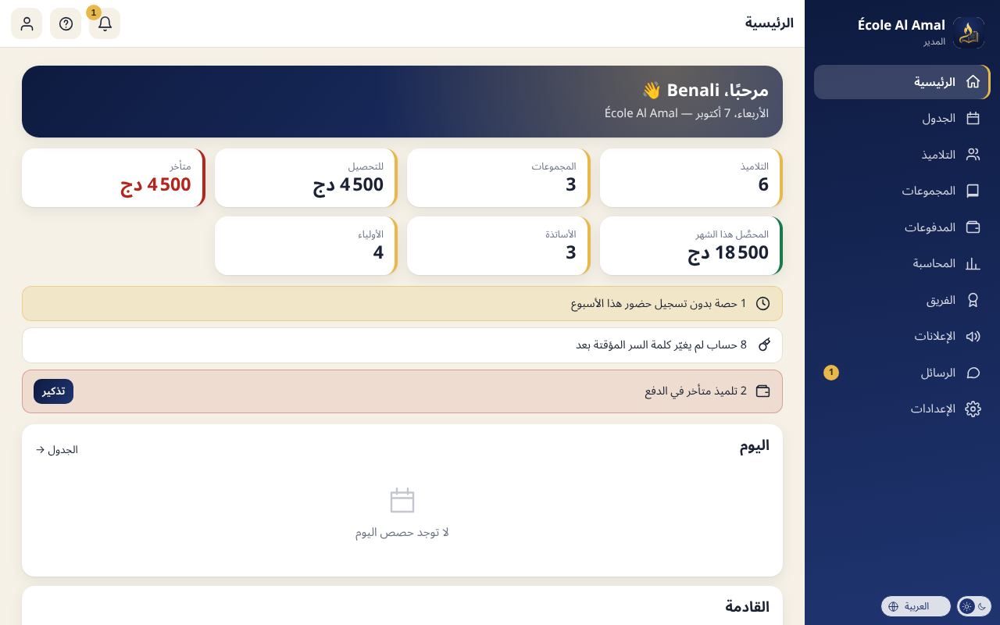 École Al Amal
المدير
الرئيسية
الجدول
التلاميذ
المجموعات
المدفوعات
المحاسبة
الفريق
الإعلانات
الرسائل
1
الإعدادات
العربية
الرئيسية
1
مرحبًا، Benali 👋
الأربعاء، 7 أكتوبر — École Al Amal
التلاميذ
6
المجموعات
3
للتحصيل
4 500 دج
متأخر
4 500 دج
المحصَّل هذا الشهر
18 500 دج
الأساتذة
3
الأولياء
4
1 حصة بدون تسجيل حضور هذا الأسبوع
8 حساب لم يغيّر كلمة السر المؤقتة بعد
2 تلميذ متأخر في الدفع
تذكير
اليوم
الجدول →
لا توجد حصص اليوم
القادمة